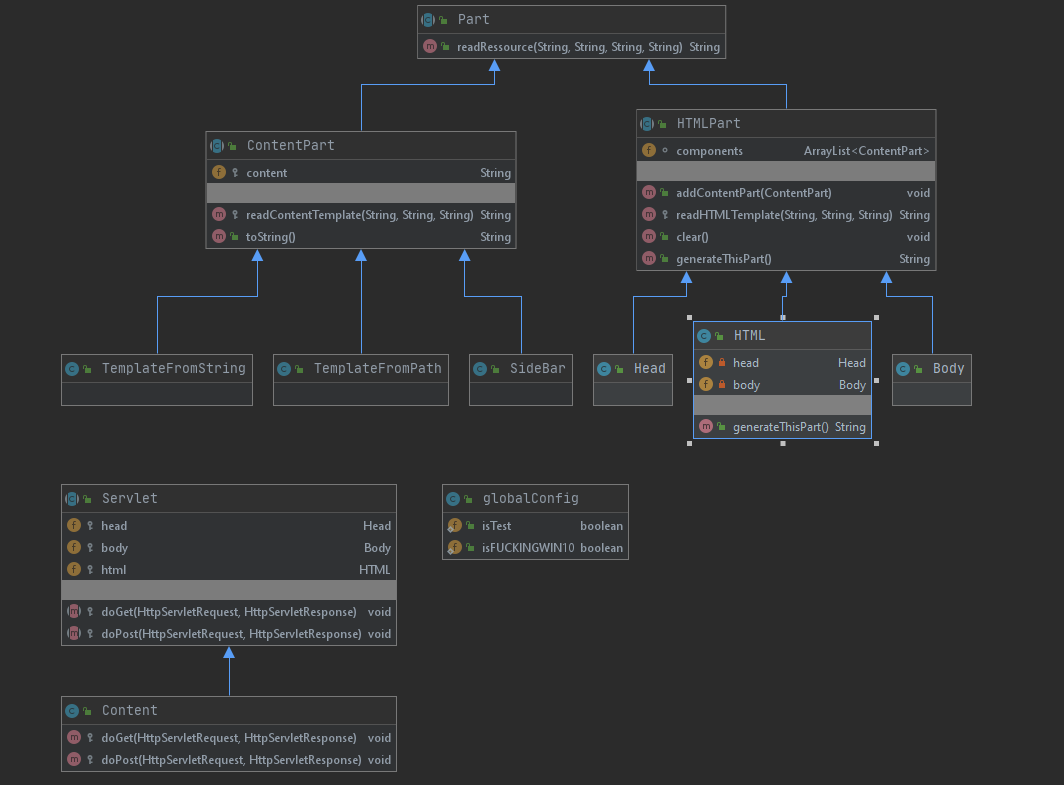 Part
readRessource(String, String, String, String) String
ContentPart
content String
readContentTemplate(String, String, String) String
toString() String
HTMLPart
components ArrayList<ContentPart>
addContentPart(ContentPart) void
readHTMLTemplate(String, String, String) String
clear() void
generateThisPart() String
TemplateFromString
TemplateFromPath
SideBar
Head
HTML
head Head
body Body
generateThisPart() String
Body
Servlet
head Head
body Body
html HTML
doGet(HttpServletRequest, HttpServletResponse) void
doPost(HttpServletRequest, HttpServletResponse) void
globalConfig
isTest boolean
isFUCKINGWIN10 boolean
Content
doGet(HttpServletRequest, HttpServletResponse) void
doPost(HttpServletRequest, HttpServletResponse) void